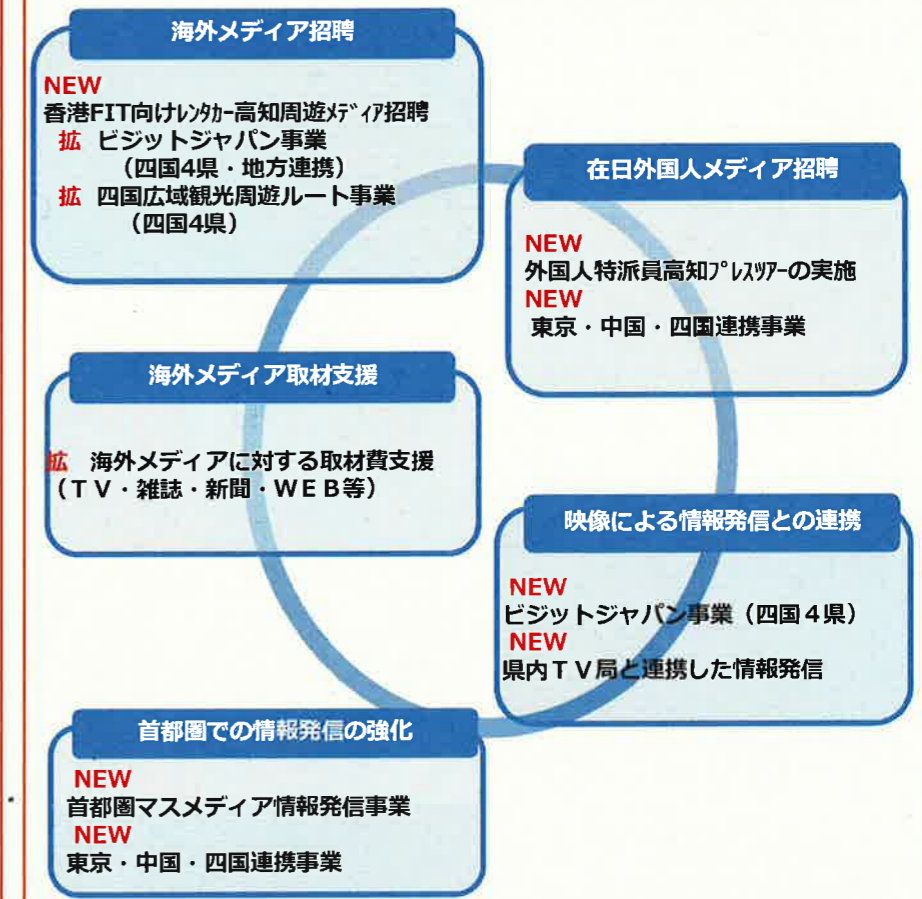 海外メディア招聘
NEW
香港FIT向けﾚﾝﾀｶｰ高知周遊ﾒﾃﾞｨｱ招聘
拡 ビジットジャパン事業
（四国4県・地方連携）
拡 四国広域観光周遊ルート事業
（四国4県）
在日外国人メディア招聘
NEW
外国人特派員高知ﾌﾟﾚｽﾂｱｰの実施
NEW
東京・中国・四国連携事業
海外メディア取材支援
拡 海外メディアに対する取材費支援
（ＴＶ・雑誌・新聞・ＷＥＢ等）
映像による情報発信との連携
NEW
ビジットジャパン事業（四国４県）
NEW
県内ＴＶ局と連携した情報発信
首都圏での情報発信の強化
NEW
首都圏マスメディア情報発信事業
NEW
東京・中国・四国連携事業